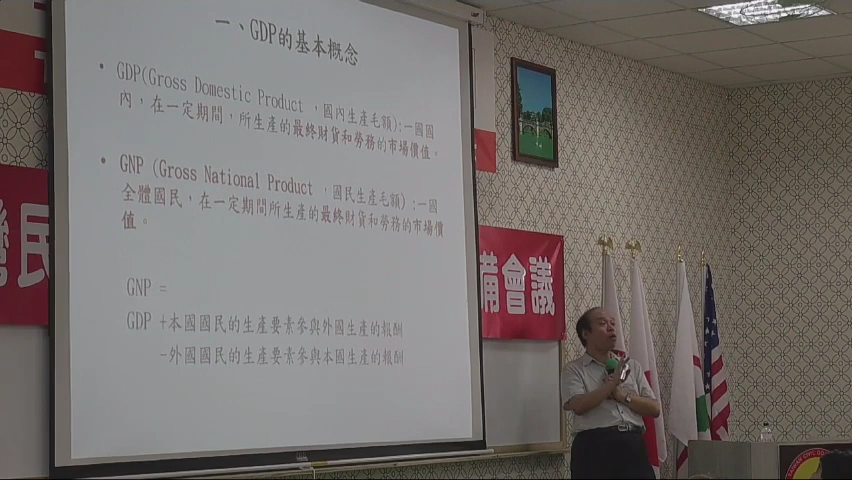 一、GDP的基本概念
• GDP(Gross Domestic Product ，國內生產毛額):一國國
內，在一定期間，所生產的最終財貨和勞務的市場價值。
• GNP (Gross National Product ，國民生產毛額) :一國
全體國民，在一定期間所生產的最終財貨和勞務的市場價
值。
GNP =
GDP +本國國民的生產要素參與外國生產的報酬
-外國國民的生產要素參與本國生產的報酬
灣民
備會議